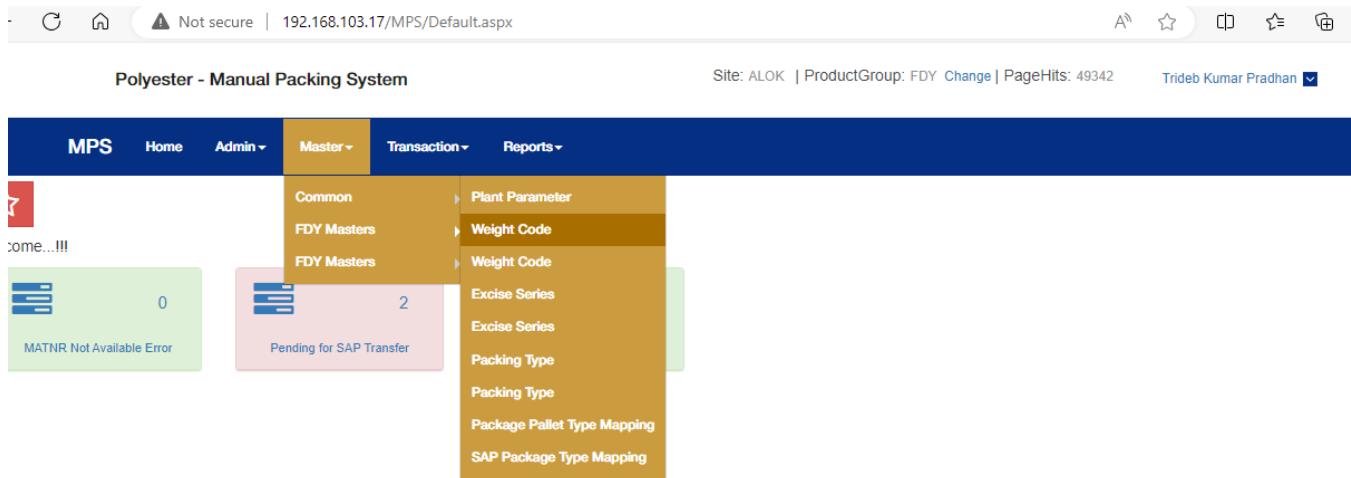 Not secure | 192.168.103.17/MPS/Default.aspx
Polyester - Manual Packing System
Site: ALOK | ProductGroup: FDY Change | PageHits: 49342
Trideb Kumar Pradhan
MPS Home Admin Master Transaction Reports
Common
FDY Masters
FDY Masters
Plant Parameter
Weight Code
Weight Code
Excise Series
Excise Series
Packing Type
Packing Type
Package Pallet Type Mapping
SAP Package Type Mapping
come...!!!
0
MATNR Not Available Error
2
Pending for SAP Transfer